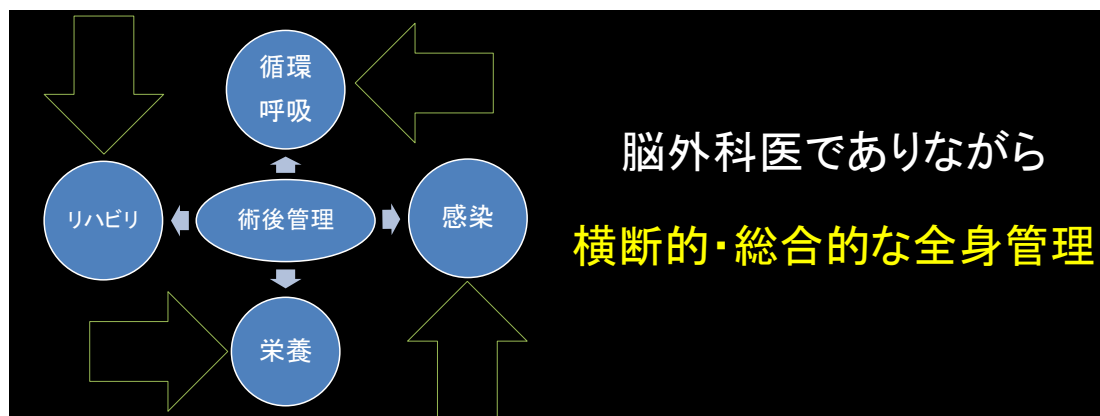 循環
呼吸
リハビリ
術後管理
感染
栄養
脳外科医でありながら
横断的・総合的な全身管理